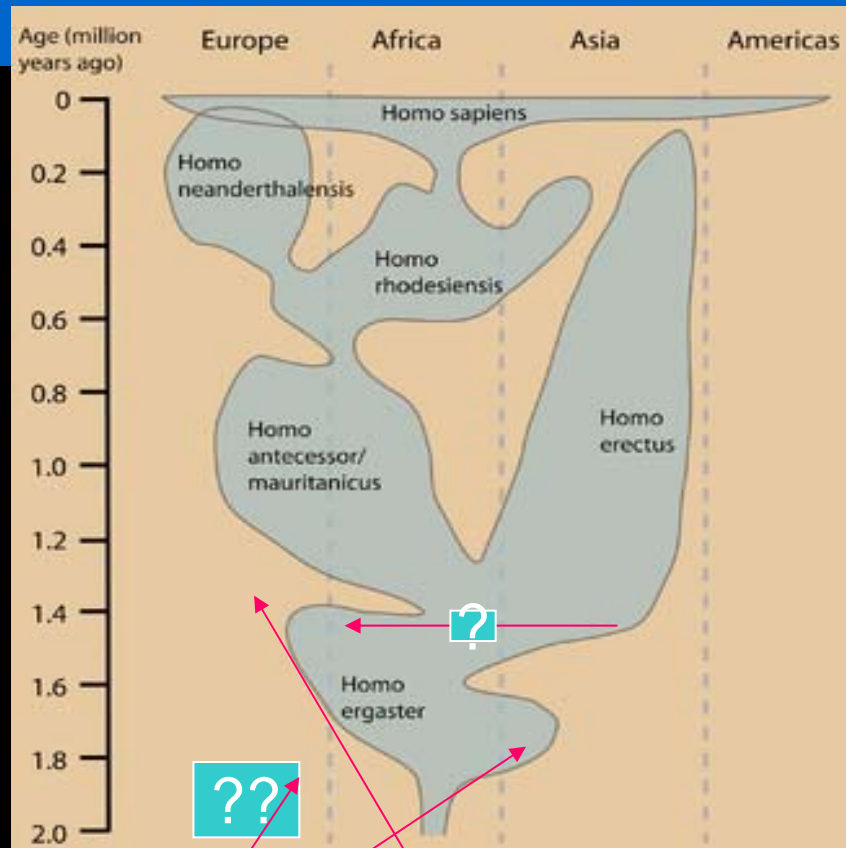 Age (million
years ago)
Europe
Africa
Asia
Americas
0
Homo sapiens
Homo
neanderthalensis
0.2
0.4
Homo
rhodesiensis
0.6
0.8
Homo
erectus
Homo
antecessor/
mauritanicus
1.0
1.2
1.4
?
1.6
Homo
ergaster
1.8
??
2.0